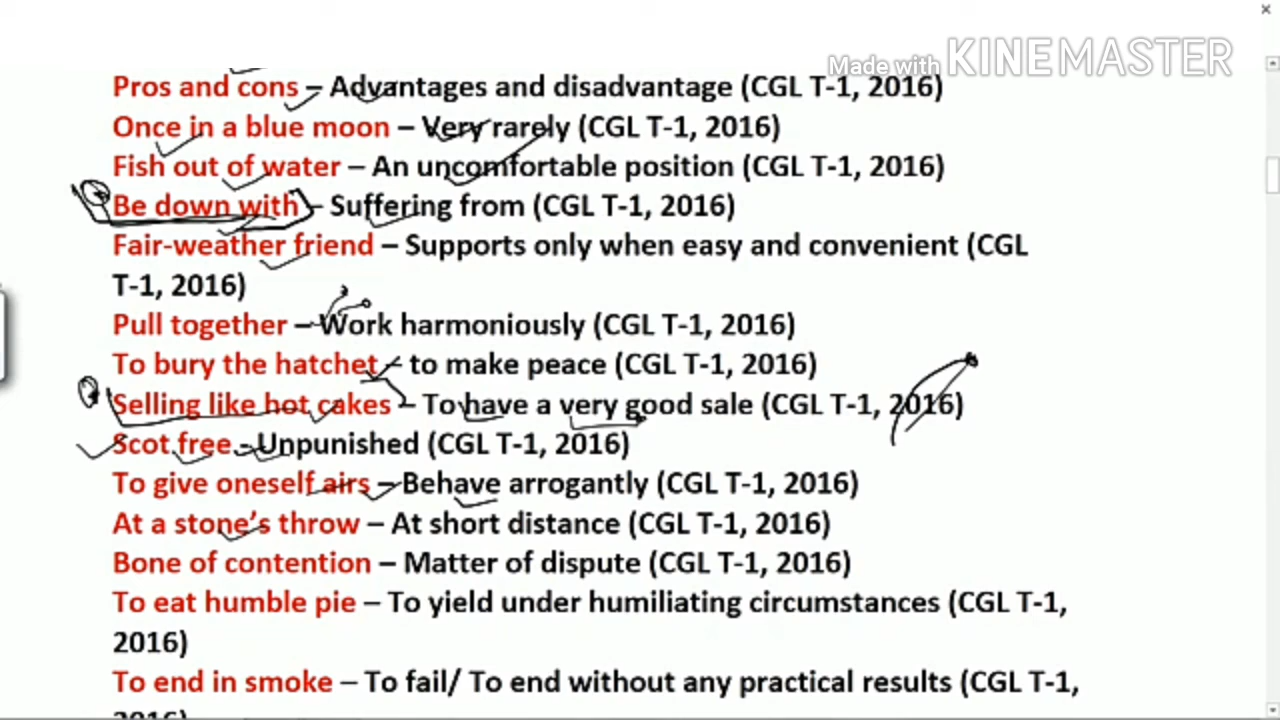 Made with KINEMASTER
Pros and cons – Advantages and disadvantage (CGL T-1, 2016)
Once in a blue moon – Very rarely (CGL T-1, 2016)
Fish out of water – An uncomfortable position (CGL T-1, 2016)
Be down with – Suffering from (CGL T-1, 2016)
Fair-weather friend – Supports only when easy and convenient (CGL
T-1, 2016)
Pull together – Work harmoniously (CGL T-1, 2016)
To bury the hatchet – to make peace (CGL T-1, 2016)
Selling like hot cakes – To have a very good sale (CGL T-1, 2016)
Scot free - Unpunished (CGL T-1, 2016)
To give oneself airs – Behave arrogantly (CGL T-1, 2016)
At a stone's throw – At short distance (CGL T-1, 2016)
Bone of contention – Matter of dispute (CGL T-1, 2016)
To eat humble pie – To yield under humiliating circumstances (CGL T-1,
2016)
To end in smoke – To fail/ To end without any practical results (CGL T-1,
2016)